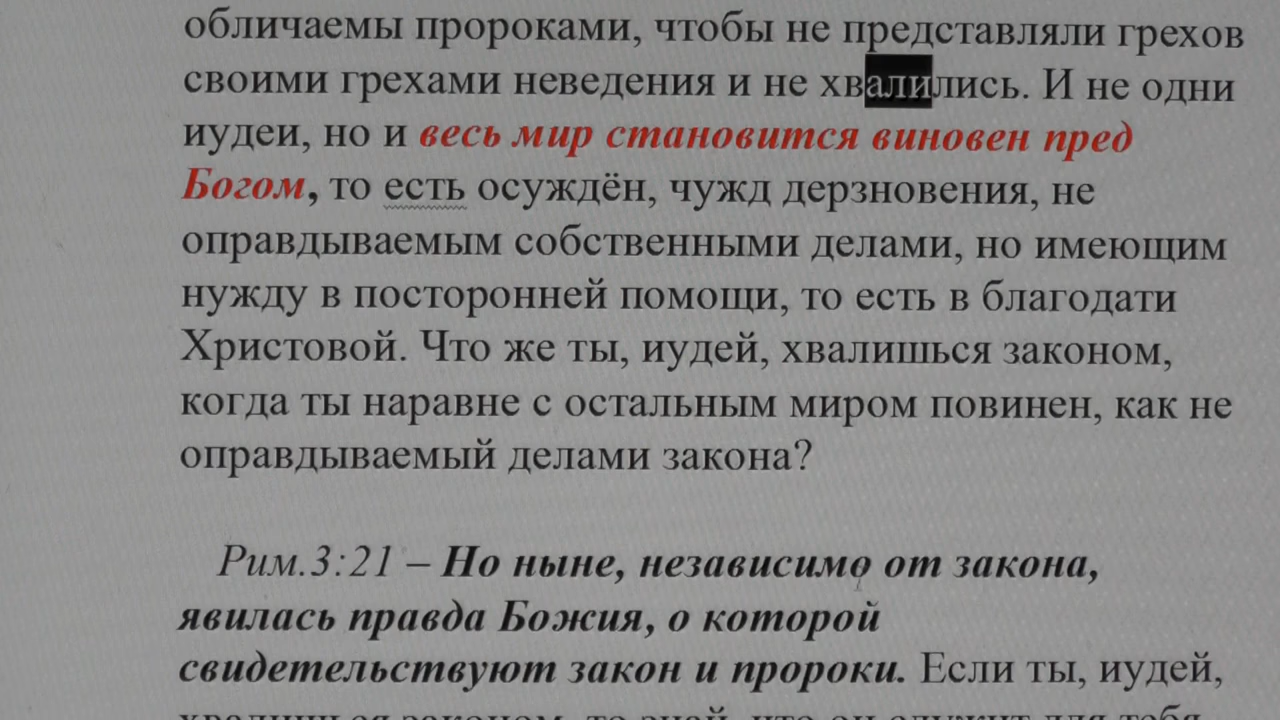 обличаемы пророками, чтобы не представляли грехов
своими грехами неведения и не хвалились. И не одни
иудеи, но и весь мир становится виновен пред
Богом, то есть осуждён, чужд дерзновения, не
оправдываемым собственными делами, но имеющим
нужду в посторонней помощи, то есть в благодати
Христовой. Что же ты, иудей, хвалишься законом,
когда ты наравне с остальным миром повинен, как не
оправдываемый делами закона?
Рим.3:21 – Но ныне, независимо от закона,
явилась правда Божия, о которой
свидетельствуют закон и пророки. Если ты, иудей,